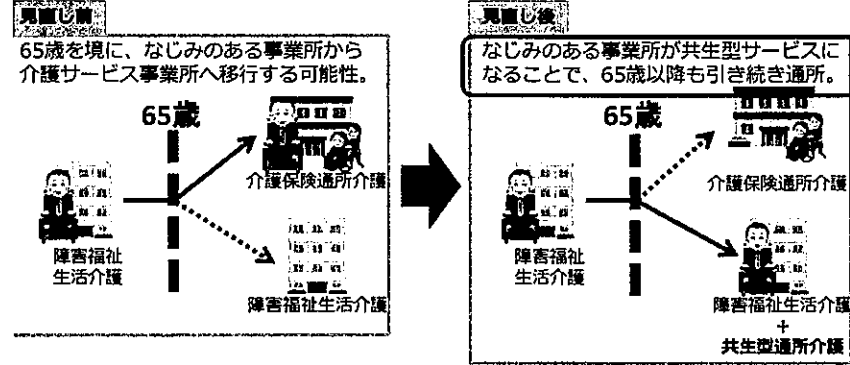 見直し前
65歳を境に、なじみのある事業所から
介護サービス事業所へ移行する可能性。
65歳
介護保険通所介護
障害福祉
生活介護
障害福祉生活介護
見直し後
なじみのある事業所が共生型サービスに
なることで、65歳以降も引き続き通所。
65歳
介護保険通所介護
障害福祉
生活介護
障害福祉生活介護
+
共生型通所介護